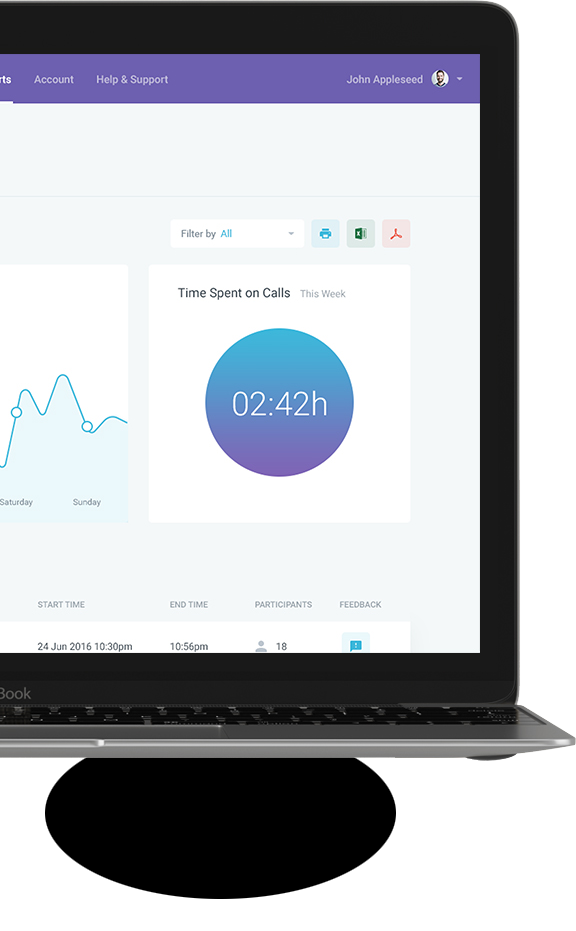 rts Account Help & Support John Appleseed
Filter by All
Time Spent on Calls This Week
02:42h
Saturday Sunday
START TIME END TIME PARTICIPANTS FEEDBACK
24 Jun 2016 10:30pm 10:56pm 18
Book